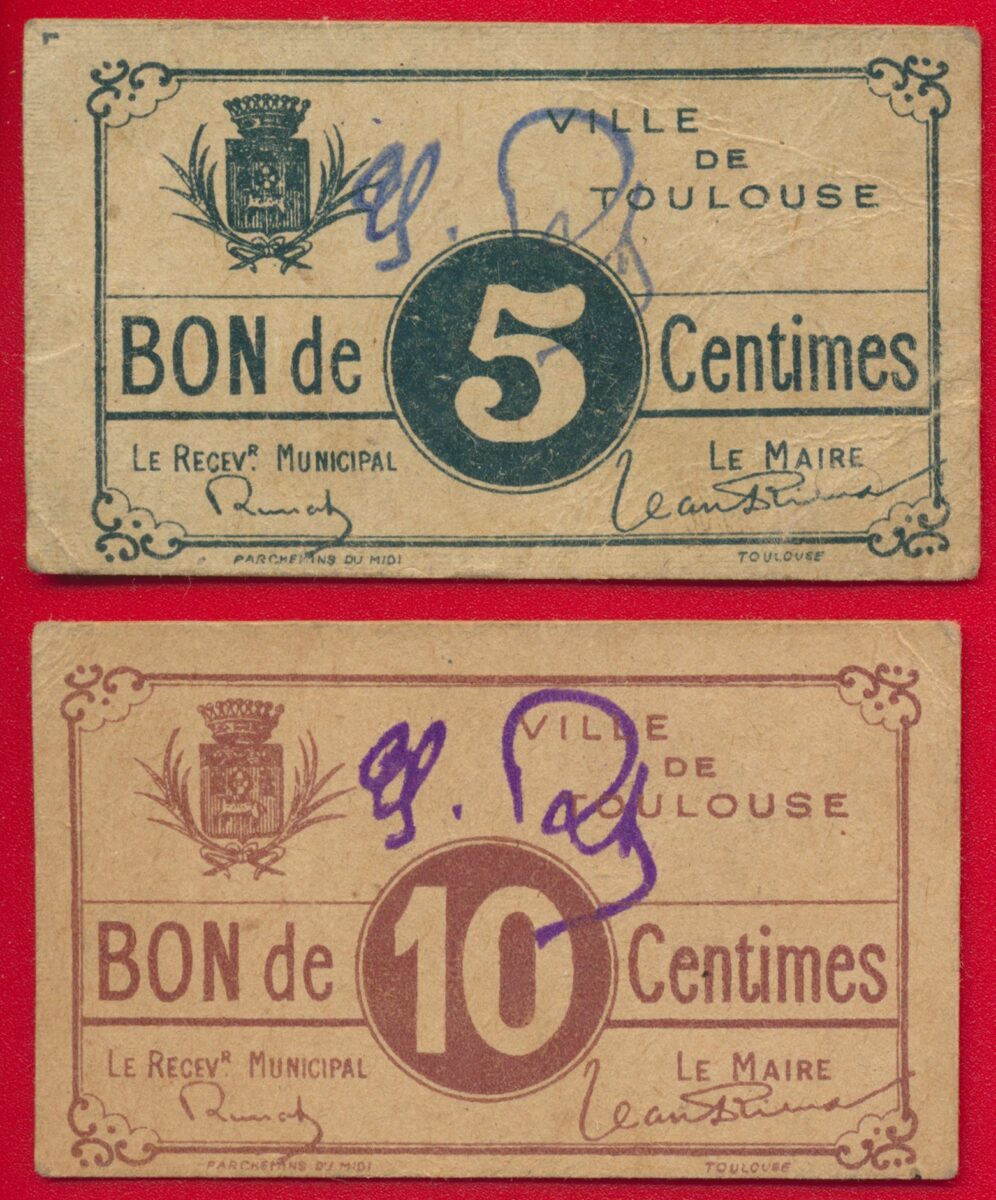 VILLE
DE
TOULOUSE
BON de 5 Centimes
LE RECEVR. MUNICIPAL
LE MAIRE
PARCHEMINS DU MIDI
TOULOUSE
VILLE
DE
TOULOUSE
BON de 10 Centimes
LE RECEVR. MUNICIPAL
LE MAIRE
PARCHEMINS DU MIDI
TOULOUSE